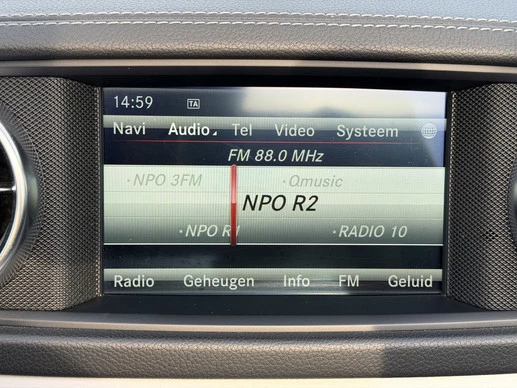 14:59 TA
Navi Audio Tel Video Systeem
FM 88.0 MHz
NPO 3FM Qmusic
NPO R2
NPO R1 RADIO 10
Radio Geheugen Info FM Geluid